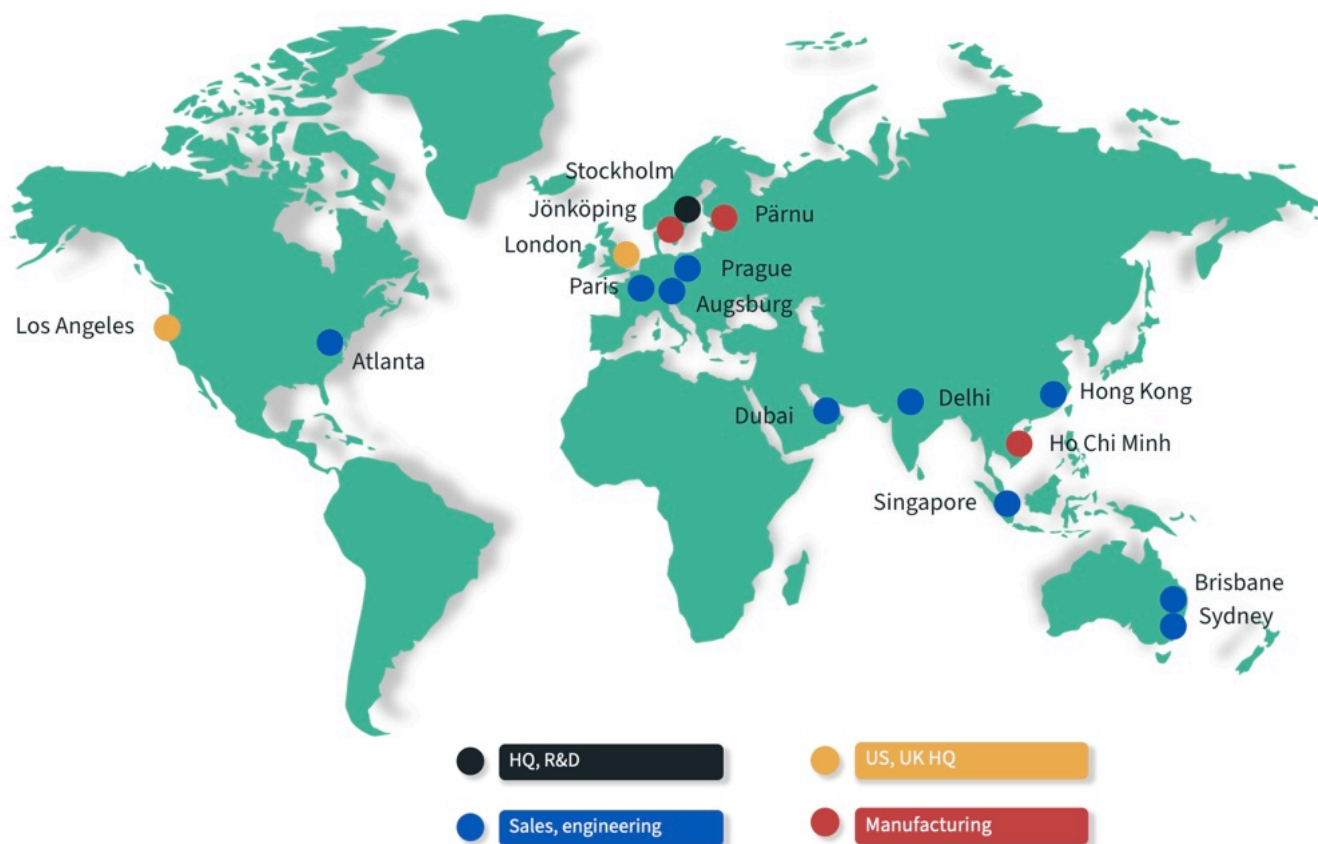 Stockholm
Jönköping
Pärnu
London
Prague
Paris
Augsburg
Los Angeles
Atlanta
Dubai
Delhi
Hong Kong
Ho Chi Minh
Singapore
Brisbane
Sydney
HQ, R&D
US, UK HQ
Sales, engineering
Manufacturing